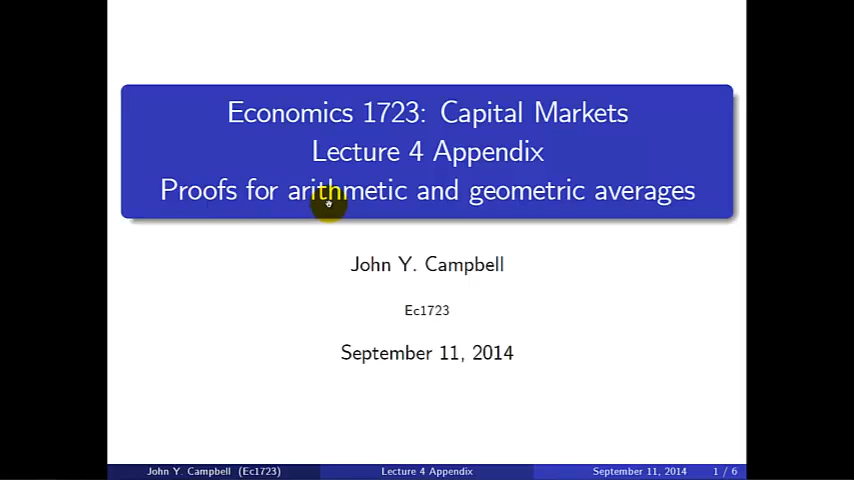 Economics 1723: Capital Markets
Lecture 4 Appendix
Proofs for arithmetic and geometric averages
John Y. Campbell
Ec1723
September 11, 2014
John Y. Campbell (Ec1723) Lecture 4 Appendix September 11, 2014 1 / 6